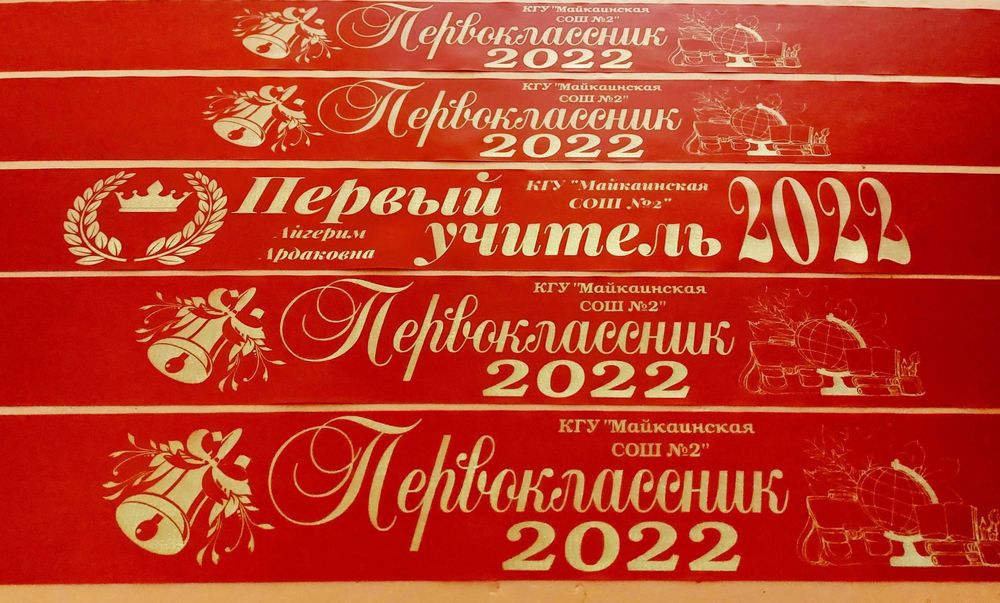 КГУ "Майкаинская
СОШ №2"
Первоклассник
2022
КГУ "Майкаинская
СОШ №2"
Первоклассник
2022
Первый
учитель
Айгерим
Ардаковна
КГУ "Майкаинская
СОШ №2"
2022
КГУ "Майкаинская
СОШ №2"
Первоклассник
2022
КГУ "Майкаинская
СОШ №2"
Первоклассник
2022